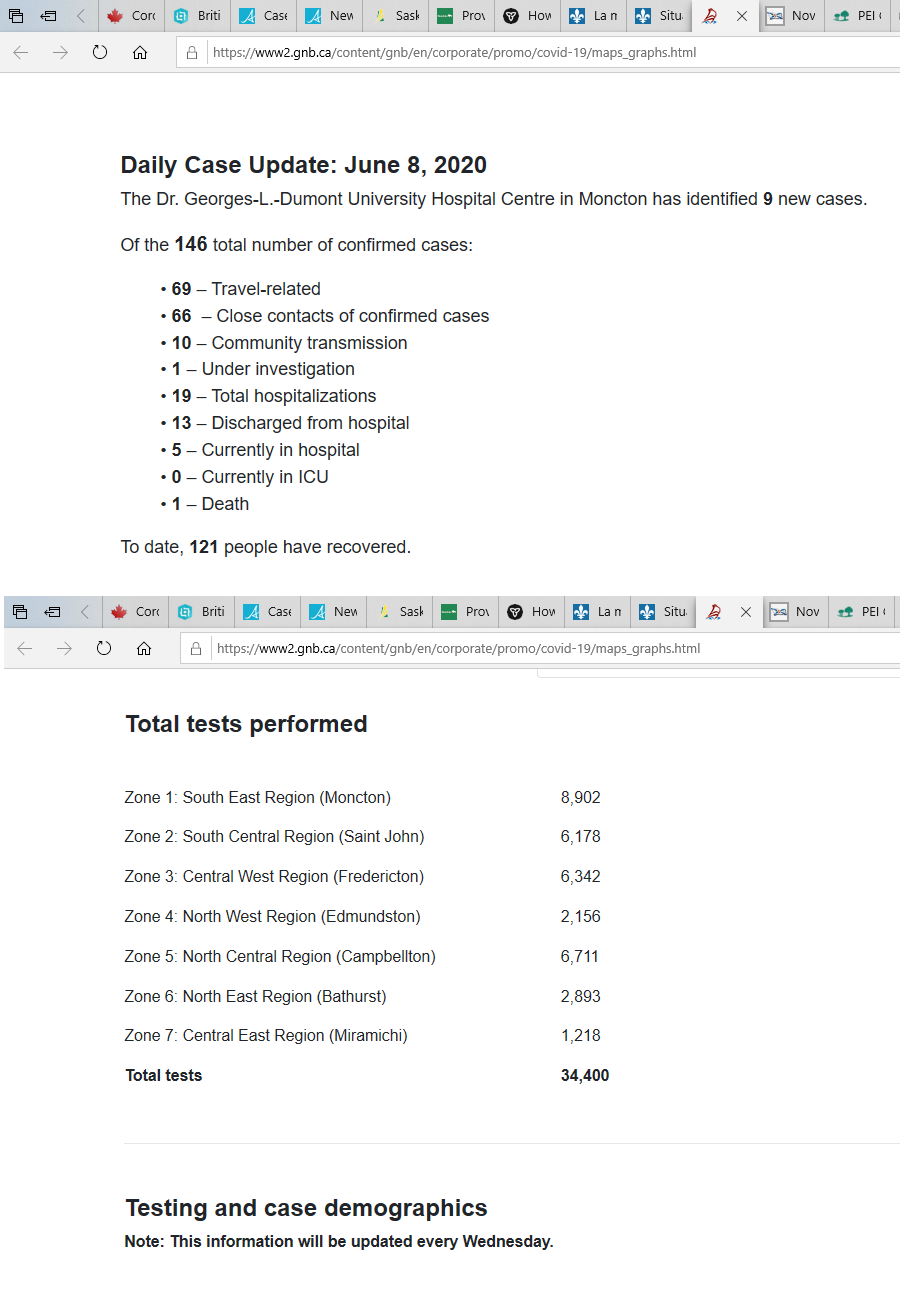 Corc Briti Case New Sask Prov How La m Situ Nov PEI
https://www2.gnb.ca/content/gnb/en/corporate/promo/covid-19/maps_graphs.html
Daily Case Update: June 8, 2020
The Dr. Georges-L.-Dumont University Hospital Centre in Moncton has identified 9 new cases.
Of the 146 total number of confirmed cases:
• 69 – Travel-related
• 66 – Close contacts of confirmed cases
• 10 – Community transmission
• 1 – Under investigation
• 19 – Total hospitalizations
• 13 – Discharged from hospital
• 5 – Currently in hospital
• 0 – Currently in ICU
• 1 – Death
To date, 121 people have recovered.
Corc Briti Case New Sask Prov How La m Situ Nov PEI
https://www2.gnb.ca/content/gnb/en/corporate/promo/covid-19/maps_graphs.html
Total tests performed
Zone 1: South East Region (Moncton) 8,902
Zone 2: South Central Region (Saint John) 6,178
Zone 3: Central West Region (Fredericton) 6,342
Zone 4: North West Region (Edmundston) 2,156
Zone 5: North Central Region (Campbellton) 6,711
Zone 6: North East Region (Bathurst) 2,893
Zone 7: Central East Region (Miramichi) 1,218
Total tests 34,400
Testing and case demographics
Note: This information will be updated every Wednesday.